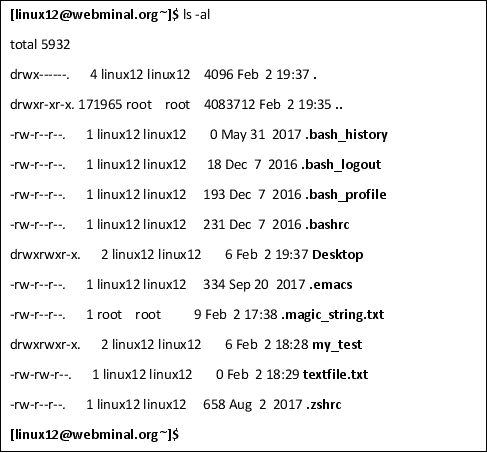 [linux12@webminal.org~]$ ls -al
total 5932
drwx------. 4 linux12 linux12 4096 Feb 2 19:37 .
drwxr-xr-x. 171965 root root 4083712 Feb 2 19:35 ..
-rw-r--r--. 1 linux12 linux12 0 May 31 2017 .bash_history
-rw-r--r--. 1 linux12 linux12 18 Dec 7 2016 .bash_logout
-rw-r--r--. 1 linux12 linux12 193 Dec 7 2016 .bash_profile
-rw-r--r--. 1 linux12 linux12 231 Dec 7 2016 .bashrc
drwxrwxr-x. 2 linux12 linux12 6 Feb 2 19:37 Desktop
-rw-r--r--. 1 linux12 linux12 334 Sep 20 2017 .emacs
-rw-r--r--. 1 root root 9 Feb 2 17:38 .magic_string.txt
drwxrwxr-x. 2 linux12 linux12 6 Feb 2 18:28 my_test
-rw-rw-r--. 1 linux12 linux12 0 Feb 2 18:29 textfile.txt
-rw-r--r--. 1 linux12 linux12 658 Aug 2 2017 .zshrc
[linux12@webminal.org~]$